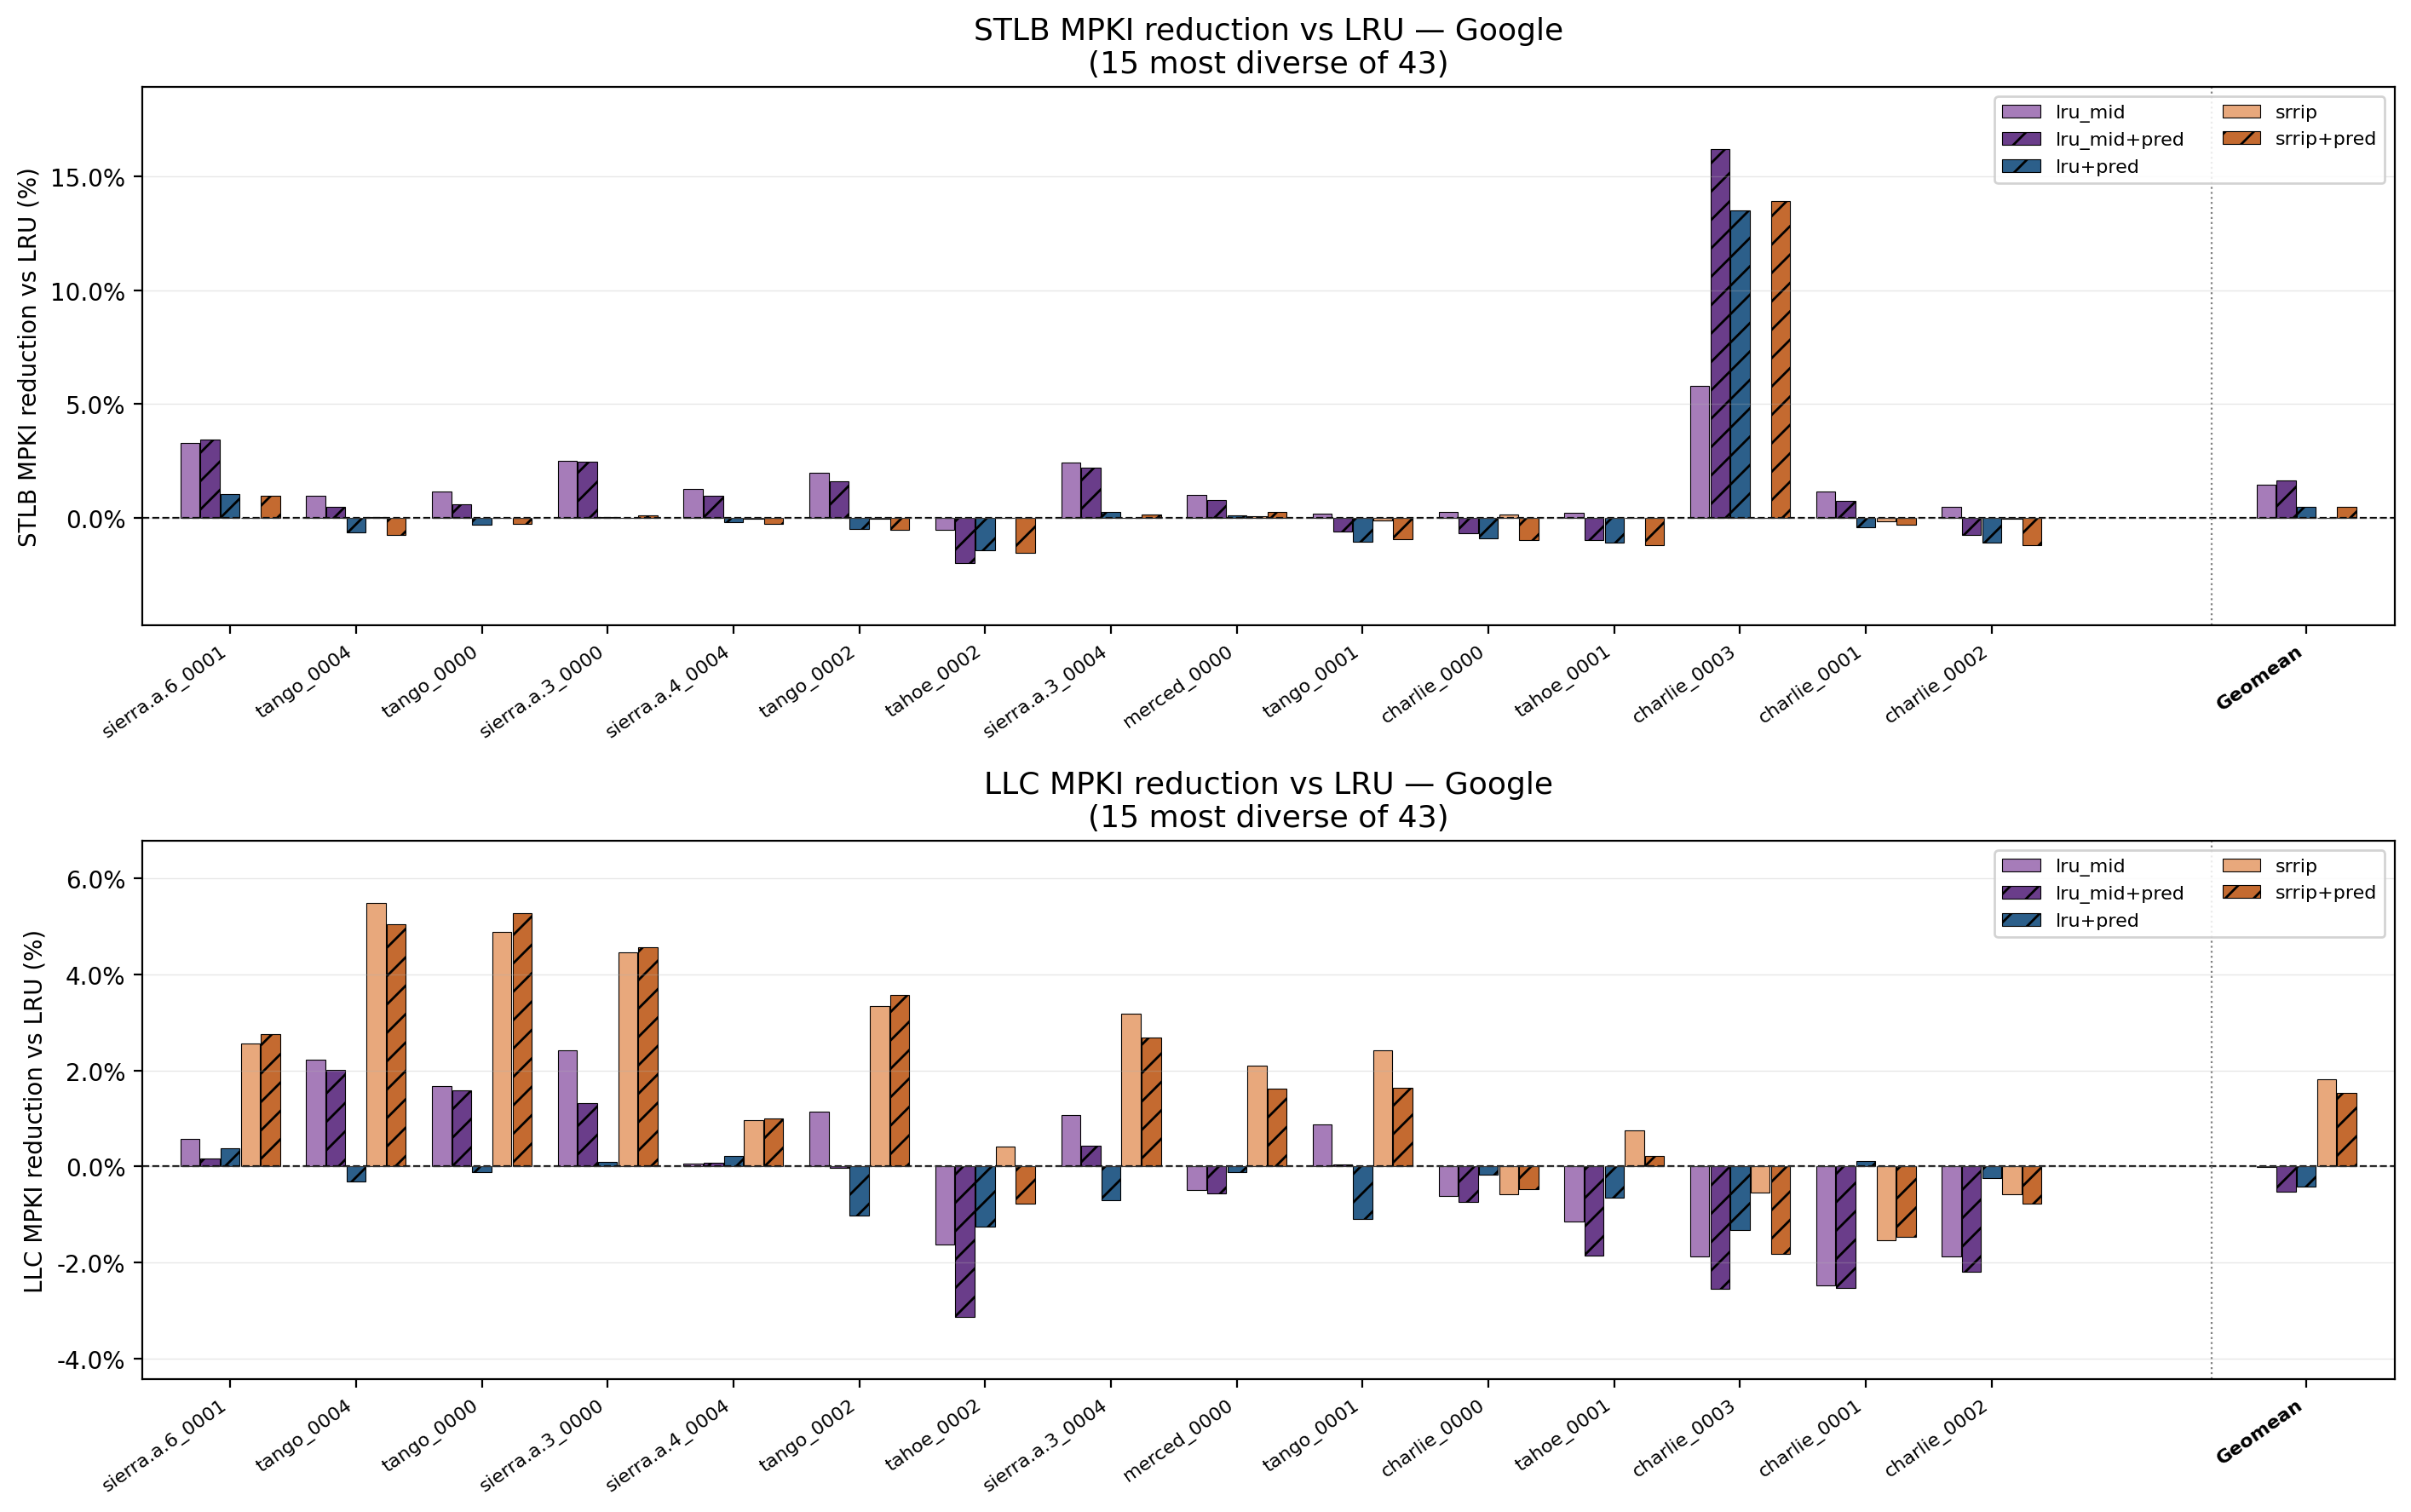 STLB MPKI reduction vs LRU — Google
(15 most diverse of 43)
STLB MPKI reduction vs LRU (%)
15.0%
10.0%
5.0%
0.0%
lru_mid
lru_mid+pred
lru+pred
srrip
srrip+pred
sierra.a.6_0001
tango_0004
tango_0000
sierra.a.3_0000
sierra.a.4_0004
tango_0002
tahoe_0002
sierra.a.3_0004
merced_0000
tango_0001
charlie_0000
tahoe_0001
charlie_0003
charlie_0001
charlie_0002
Geomean
LLC MPKI reduction vs LRU — Google
(15 most diverse of 43)
LLC MPKI reduction vs LRU (%)
6.0%
4.0%
2.0%
0.0%
-2.0%
-4.0%
lru_mid
lru_mid+pred
lru+pred
srrip
srrip+pred
sierra.a.6_0001
tango_0004
tango_0000
sierra.a.3_0000
sierra.a.4_0004
tango_0002
tahoe_0002
sierra.a.3_0004
merced_0000
tango_0001
charlie_0000
tahoe_0001
charlie_0003
charlie_0001
charlie_0002
Geomean